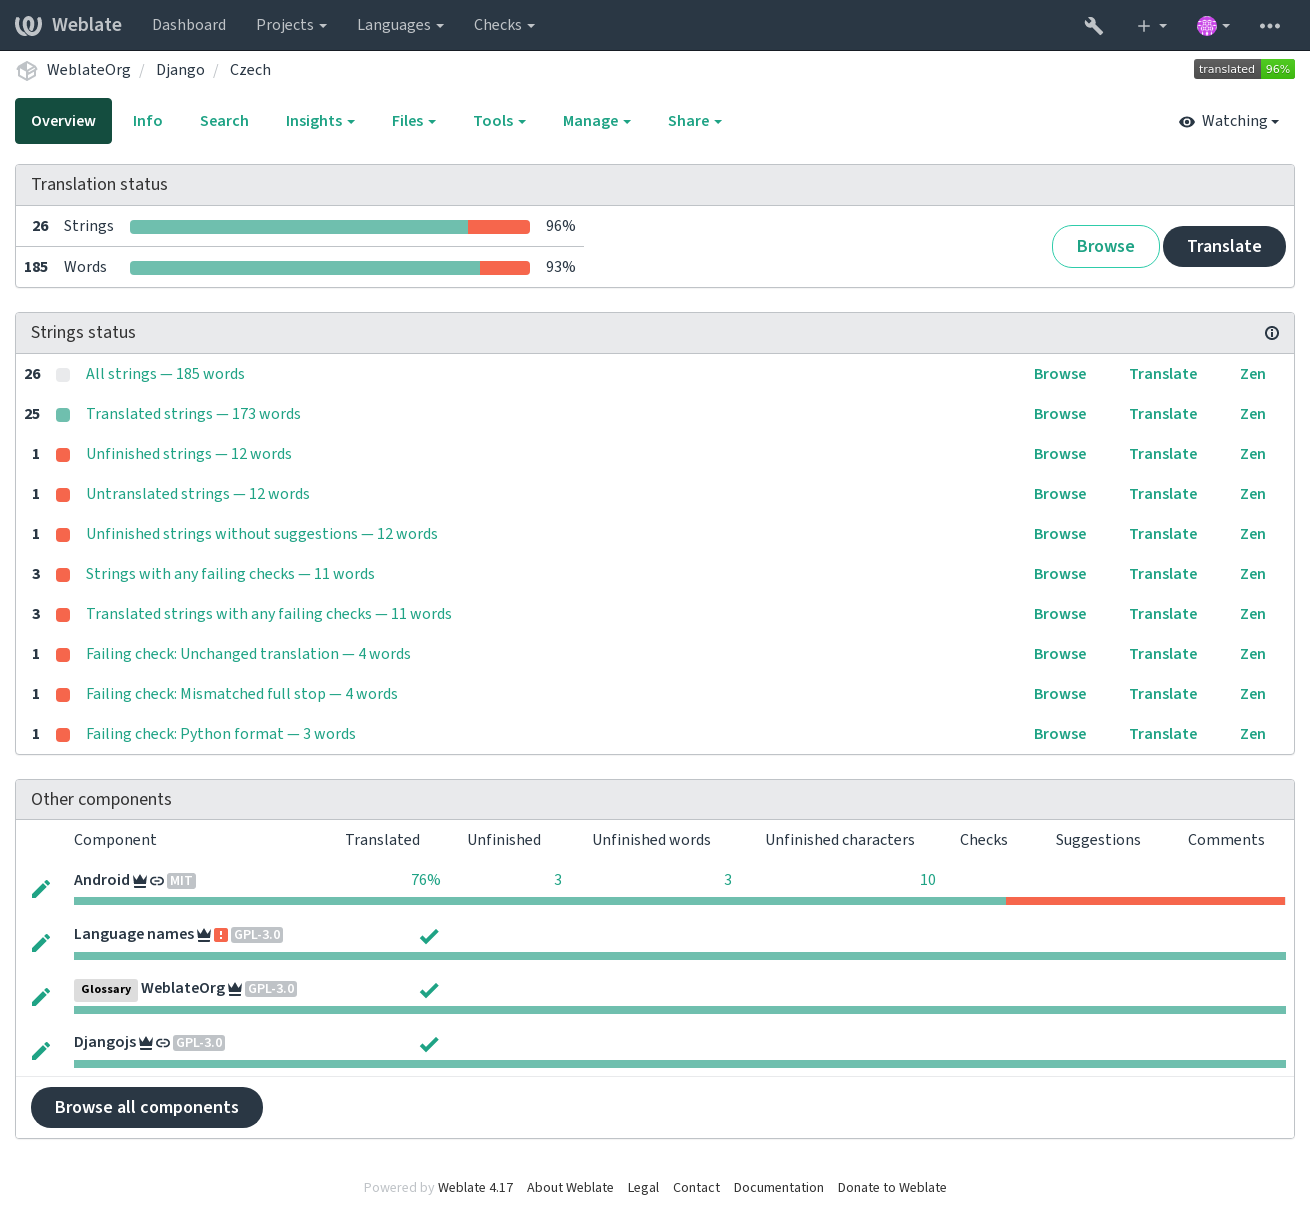 Weblate Dashboard Projects Languages Checks
WeblateOrg / Django / Czech translated 96%
Overview Info Search Insights Files Tools Manage Share Watching
Translation status
26 Strings 96%
185 Words 93%
Browse Translate
Strings status
26 All strings — 185 words Browse Translate Zen
25 Translated strings — 173 words Browse Translate Zen
1 Unfinished strings — 12 words Browse Translate Zen
1 Untranslated strings — 12 words Browse Translate Zen
1 Unfinished strings without suggestions — 12 words Browse Translate Zen
3 Strings with any failing checks — 11 words Browse Translate Zen
3 Translated strings with any failing checks — 11 words Browse Translate Zen
1 Failing check: Unchanged translation — 4 words Browse Translate Zen
1 Failing check: Mismatched full stop — 4 words Browse Translate Zen
1 Failing check: Python format — 3 words Browse Translate Zen
Other components
Component Translated Unfinished Unfinished words Unfinished characters Checks Suggestions Comments
Android MIT 76% 3 3 10
Language names GPL-3.0
Glossary WeblateOrg GPL-3.0
Djangojs GPL-3.0
Browse all components
Powered by Weblate 4.17 About Weblate Legal Contact Documentation Donate to Weblate